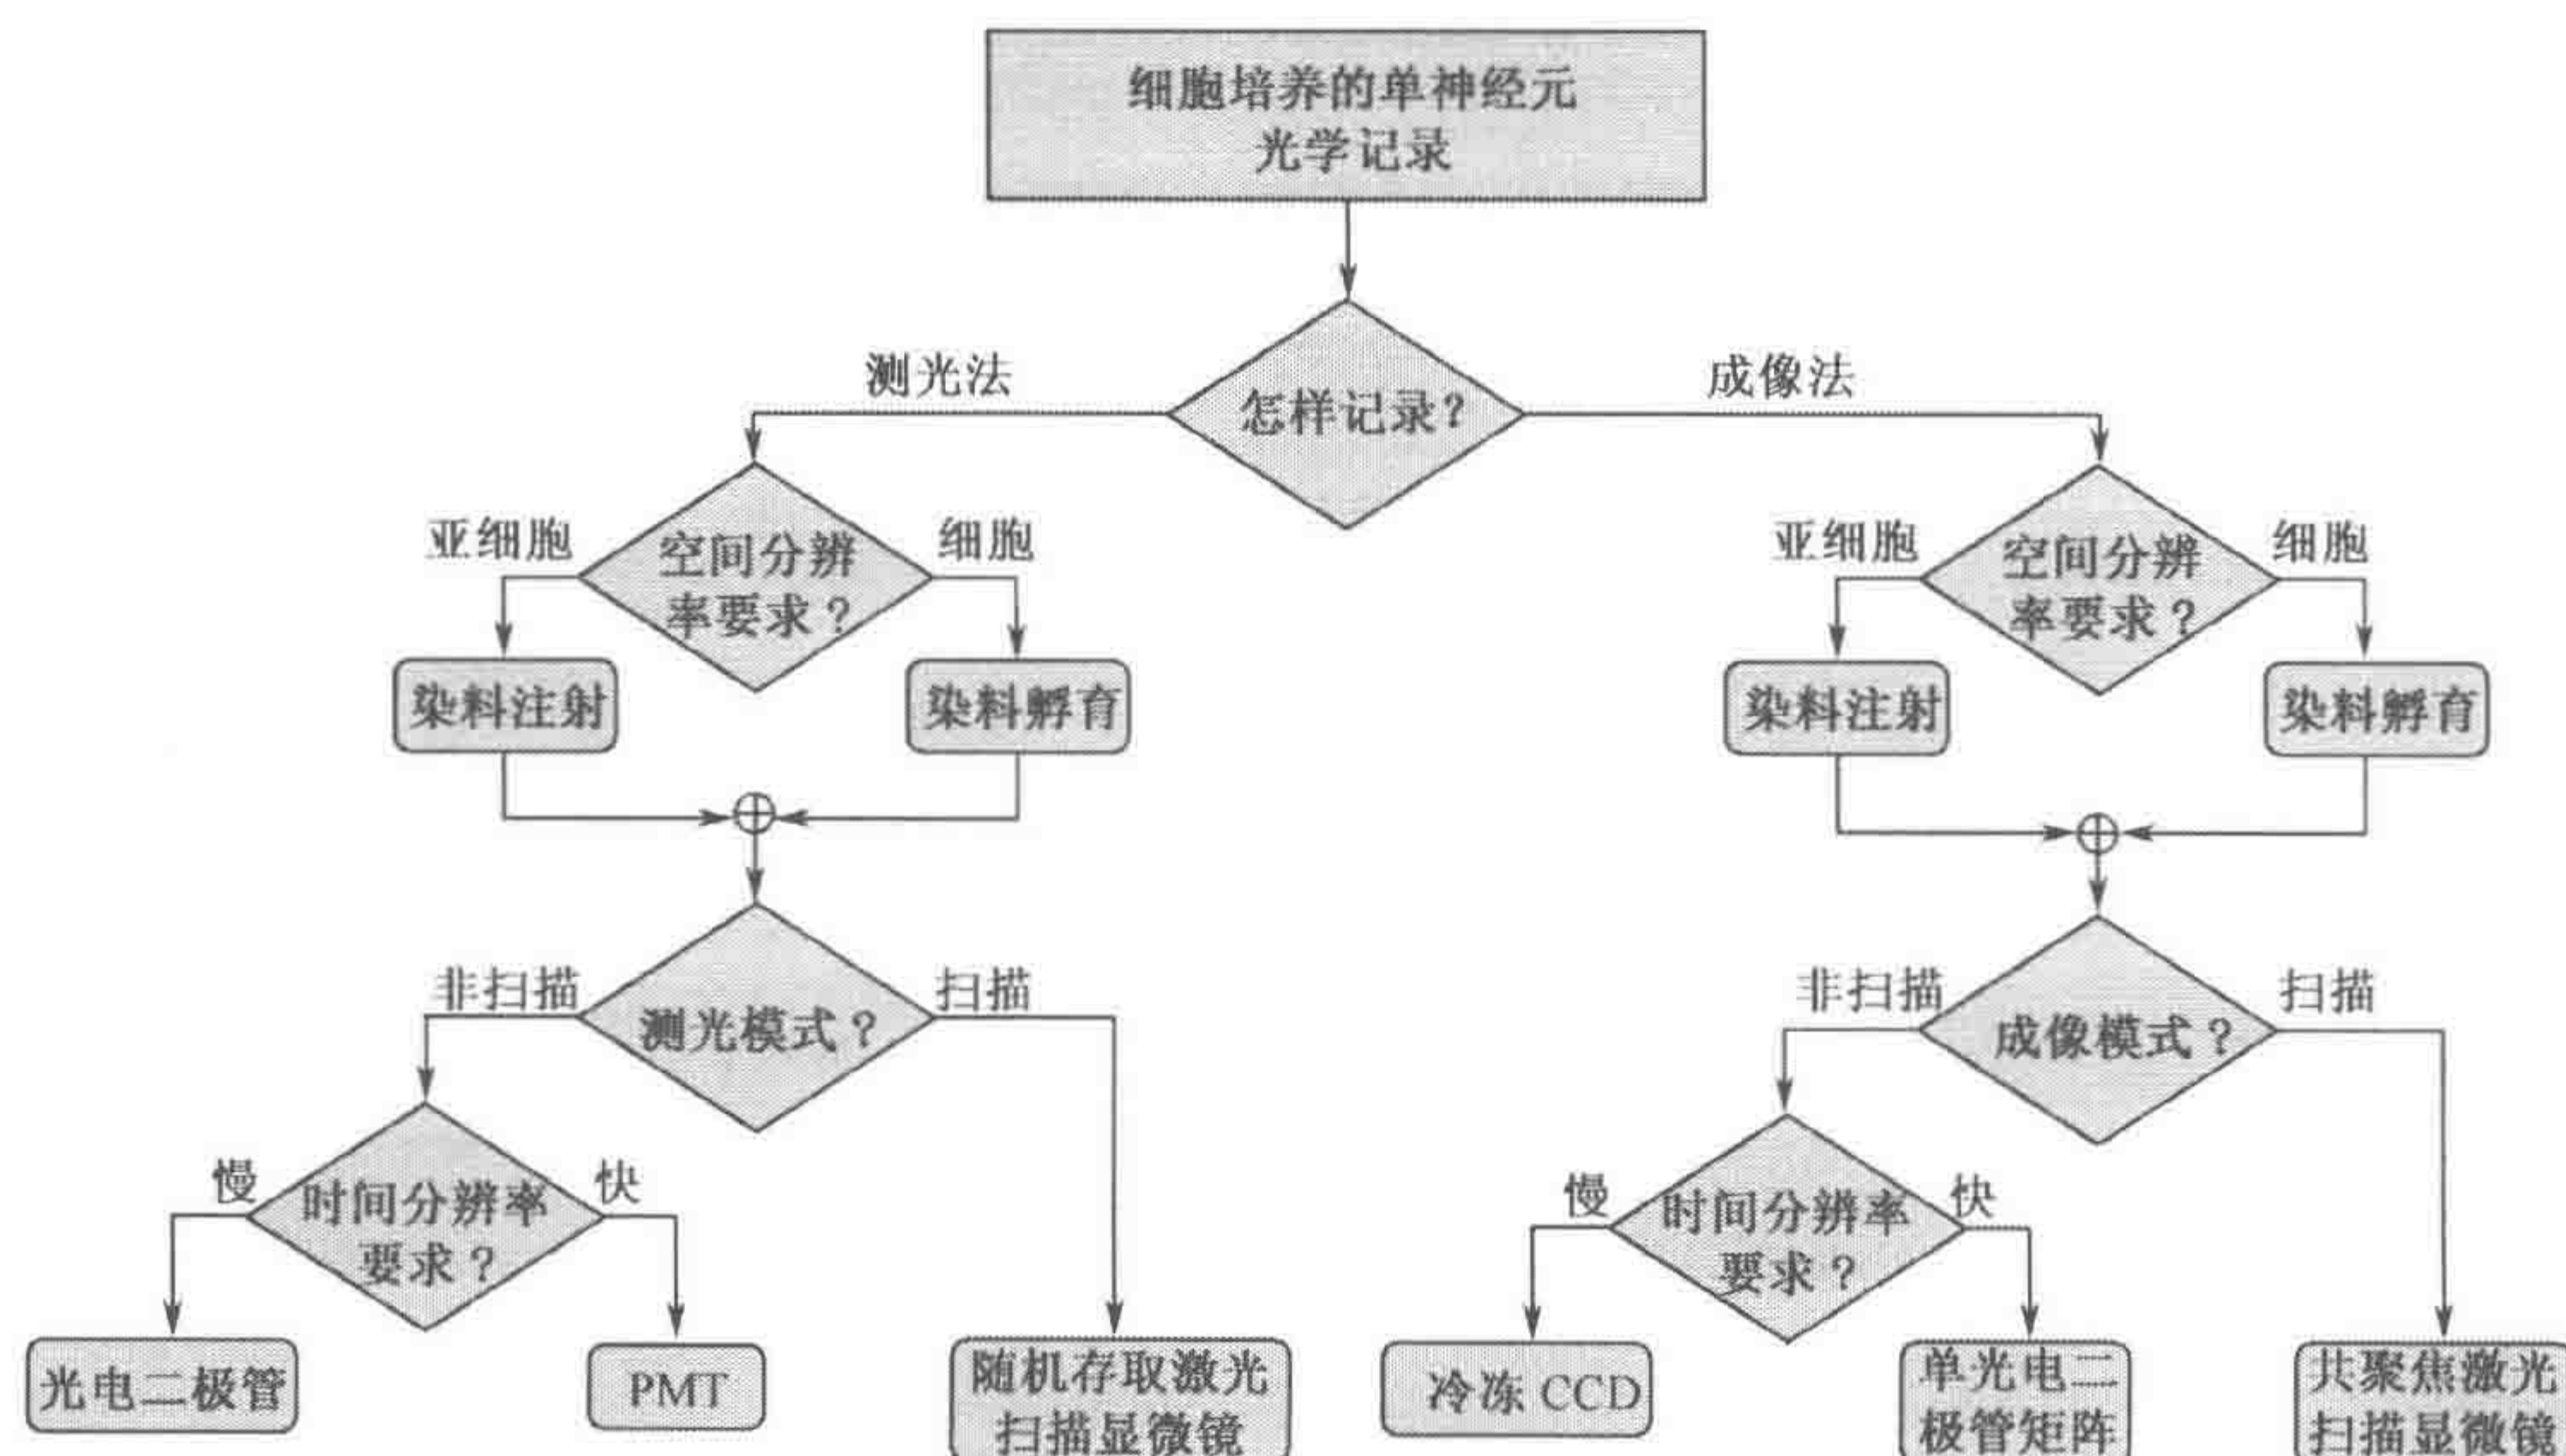 细胞培养的单神经元
光学记录
怎样记录?
测光法
成像法
亚细胞
空间分辨
率要求?
细胞
亚细胞
空间分辨
率要求?
细胞
染料注射
染料孵育
染料注射
染料孵育
非扫描
测光模式?
扫描
非扫描
成像模式?
扫描
慢
时间分辨率
要求?
快
慢
时间分辨率
要求?
快
光电二极管
PMT
随机存取激光
扫描显微镜
冷冻 CCD
单光电二
极管矩阵
共聚焦激光
扫描显微镜